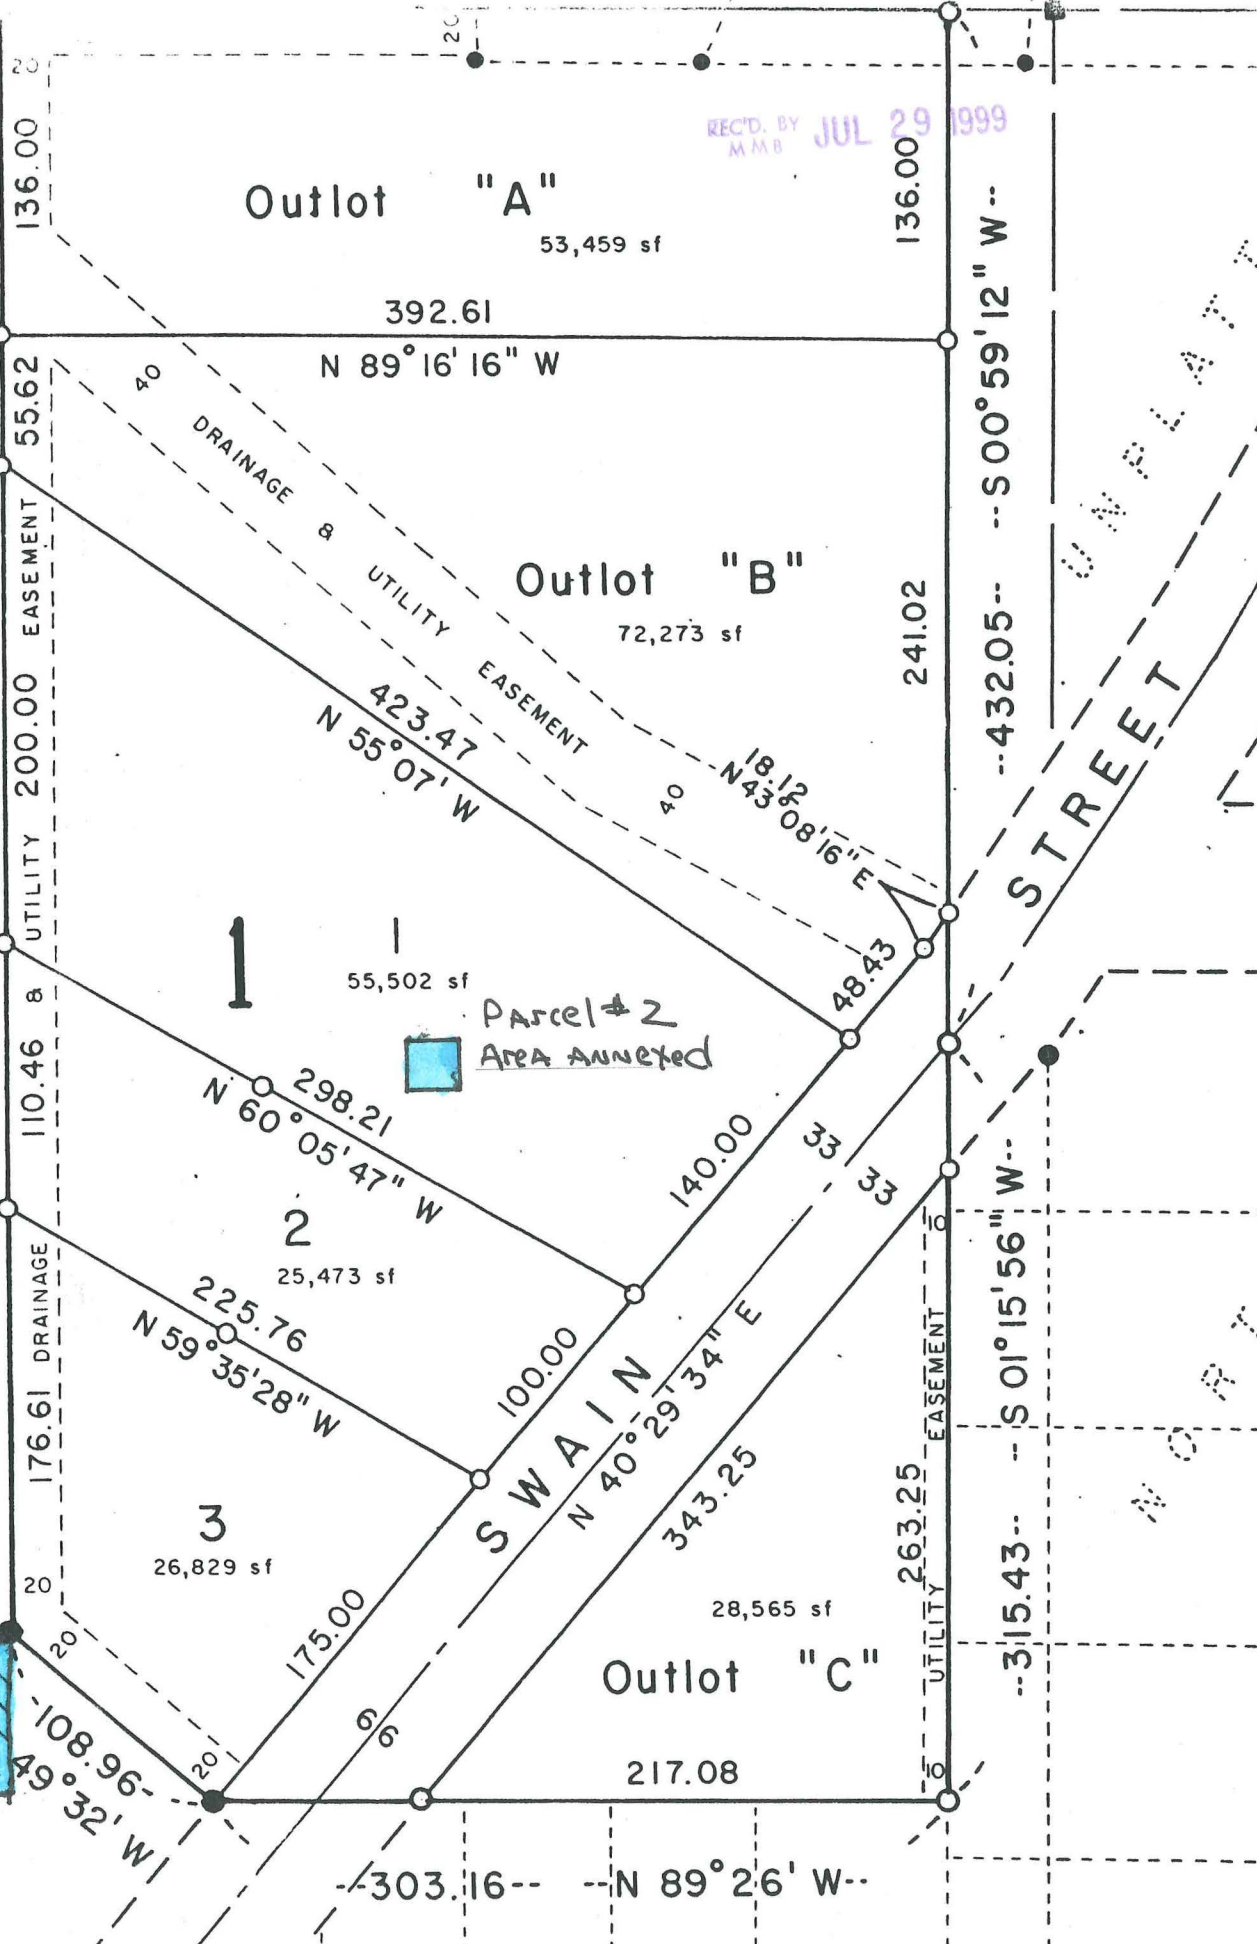 20
20
136.00
REC'D. BY
MMB
JUL 29 1999
Outlot "A"
53,459 sf
136.00
392.61
N 89°16'16" W
--432.05-- --S 00°59'12" W--
UNPLATT
55.62
40
DRAINAGE & UTILITY EASEMENT
Outlot "B"
72,273 sf
241.02
423.47
N 55°07' W
18.12
N 43°08'16" E
40
STREET
200.00
176.61 DRAINAGE 110.46 & UTILITY 200.00 EASEMENT
1
1
55,502 sf
Parcel # 2
Area Annexed
48.43
298.21
N 60°05'47" W
140.00
33
33
2
25,473 sf
225.76
N 59°35'28" W
100.00
SWAIN
N 40°29'34" E
343.25
10
263.25
UTILITY EASEMENT
10
--315.43-- --S 01°15'56" W--
NORT
3
26,829 sf
20
20
20
175.00
28,565 sf
Outlot "C"
66
217.08
-108.96-
49°32' W
--303.16-- --N 89°26' W--